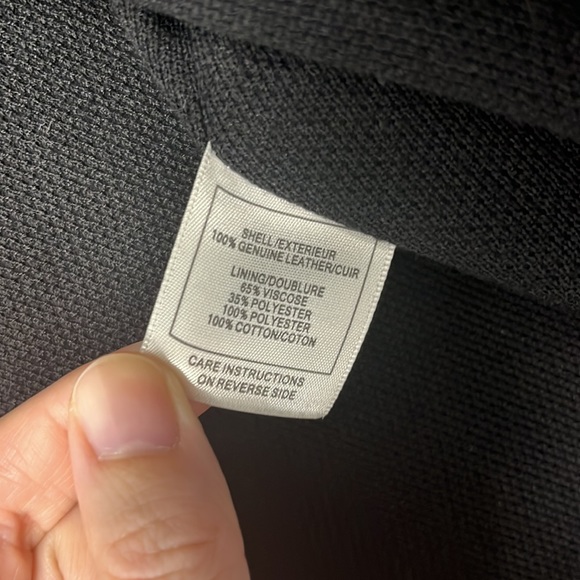 SHELL/EXTERIEUR
100% GENUINE LEATHER/CUIR
LINING/DOUBLURE
65% VISCOSE
35% POLYESTER
100% POLYESTER
100% COTTON/COTON
CARE INSTRUCTIONS
ON REVERSE SIDE